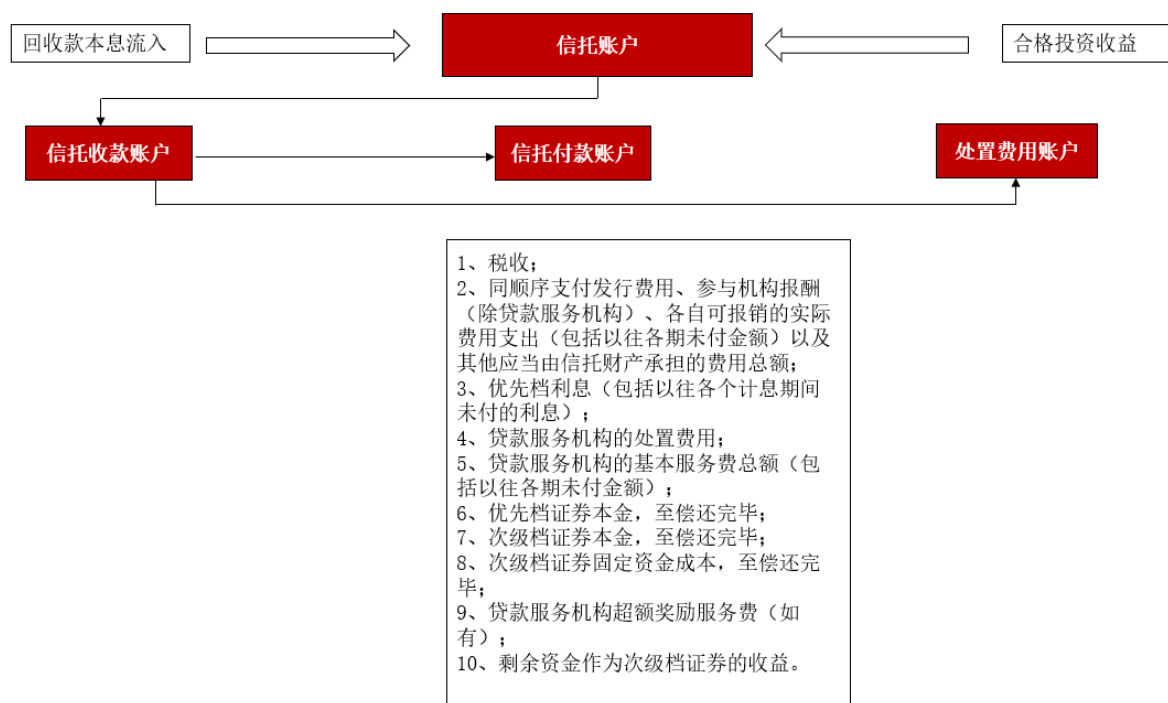 回收款本息流入
信托账户
合格投资收益
信托收款账户
信托付款账户
处置费用账户
1、税收；
2、同顺序支付发行费用、参与机构报酬
（除贷款服务机构）、各自可报销的实际
费用支出（包括以往各期未付金额）以及
其他应当由信托财产承担的费用总额；
3、优先档利息（包括以往各个计息期间
未付的利息）；
4、贷款服务机构的处置费用；
5、贷款服务机构的基本服务费总额（包
括以往各期未付金额）；
6、优先档证券本金，至偿还完毕；
7、次级档证券本金，至偿还完毕；
8、次级档证券固定资金成本，至偿还完
毕；
9、贷款服务机构超额奖励服务费（如
有）；
10、剩余资金作为次级档证券的收益。